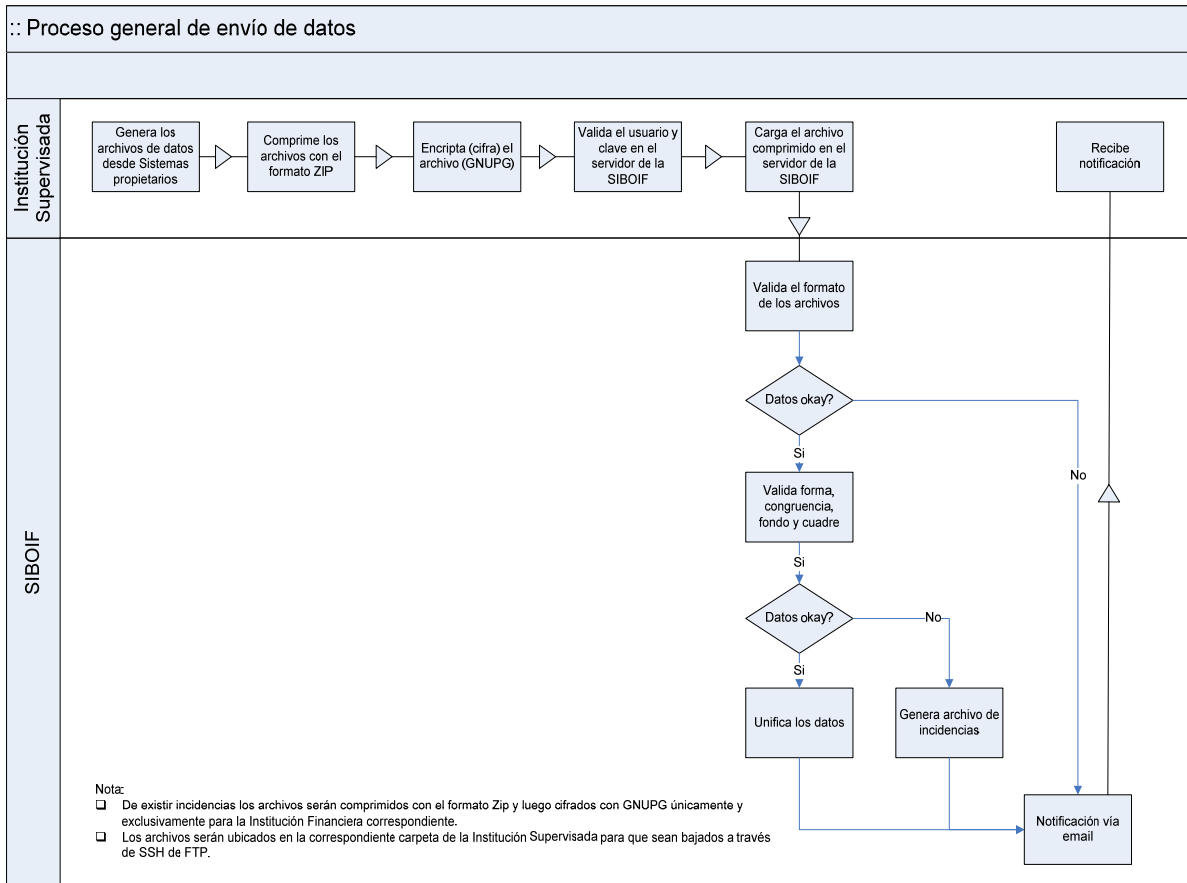 :: Proceso general de envío de datos
Institución
Supervisada
Genera los
archivos de datos
desde Sistemas
propietarios
Comprime los
archivos con el
formato ZIP
Encripta (cifra) el
archivo (GNUPG)
Valida el usuario y
clave en el
servidor de la
SIBOIF
Carga el archivo
comprimido en el
servidor de la
SIBOIF
Recibe
notificación
SIBOIF
Valida el formato
de los archivos
Datos okay?
No
Si
Valida forma,
congruencia,
fondo y cuadre
Si
Datos okay?
No
Si
Unifica los datos
Genera archivo de
incidencias
Notificación vía
email
Nota:
De existir incidencias los archivos serán comprimidos con el formato Zip y luego cifrados con GNUPG únicamente y
exclusivamente para la Institución Financiera correspondiente.
Los archivos serán ubicados en la correspondiente carpeta de la Institución Supervisada para que sean bajados a través
de SSH de FTP.